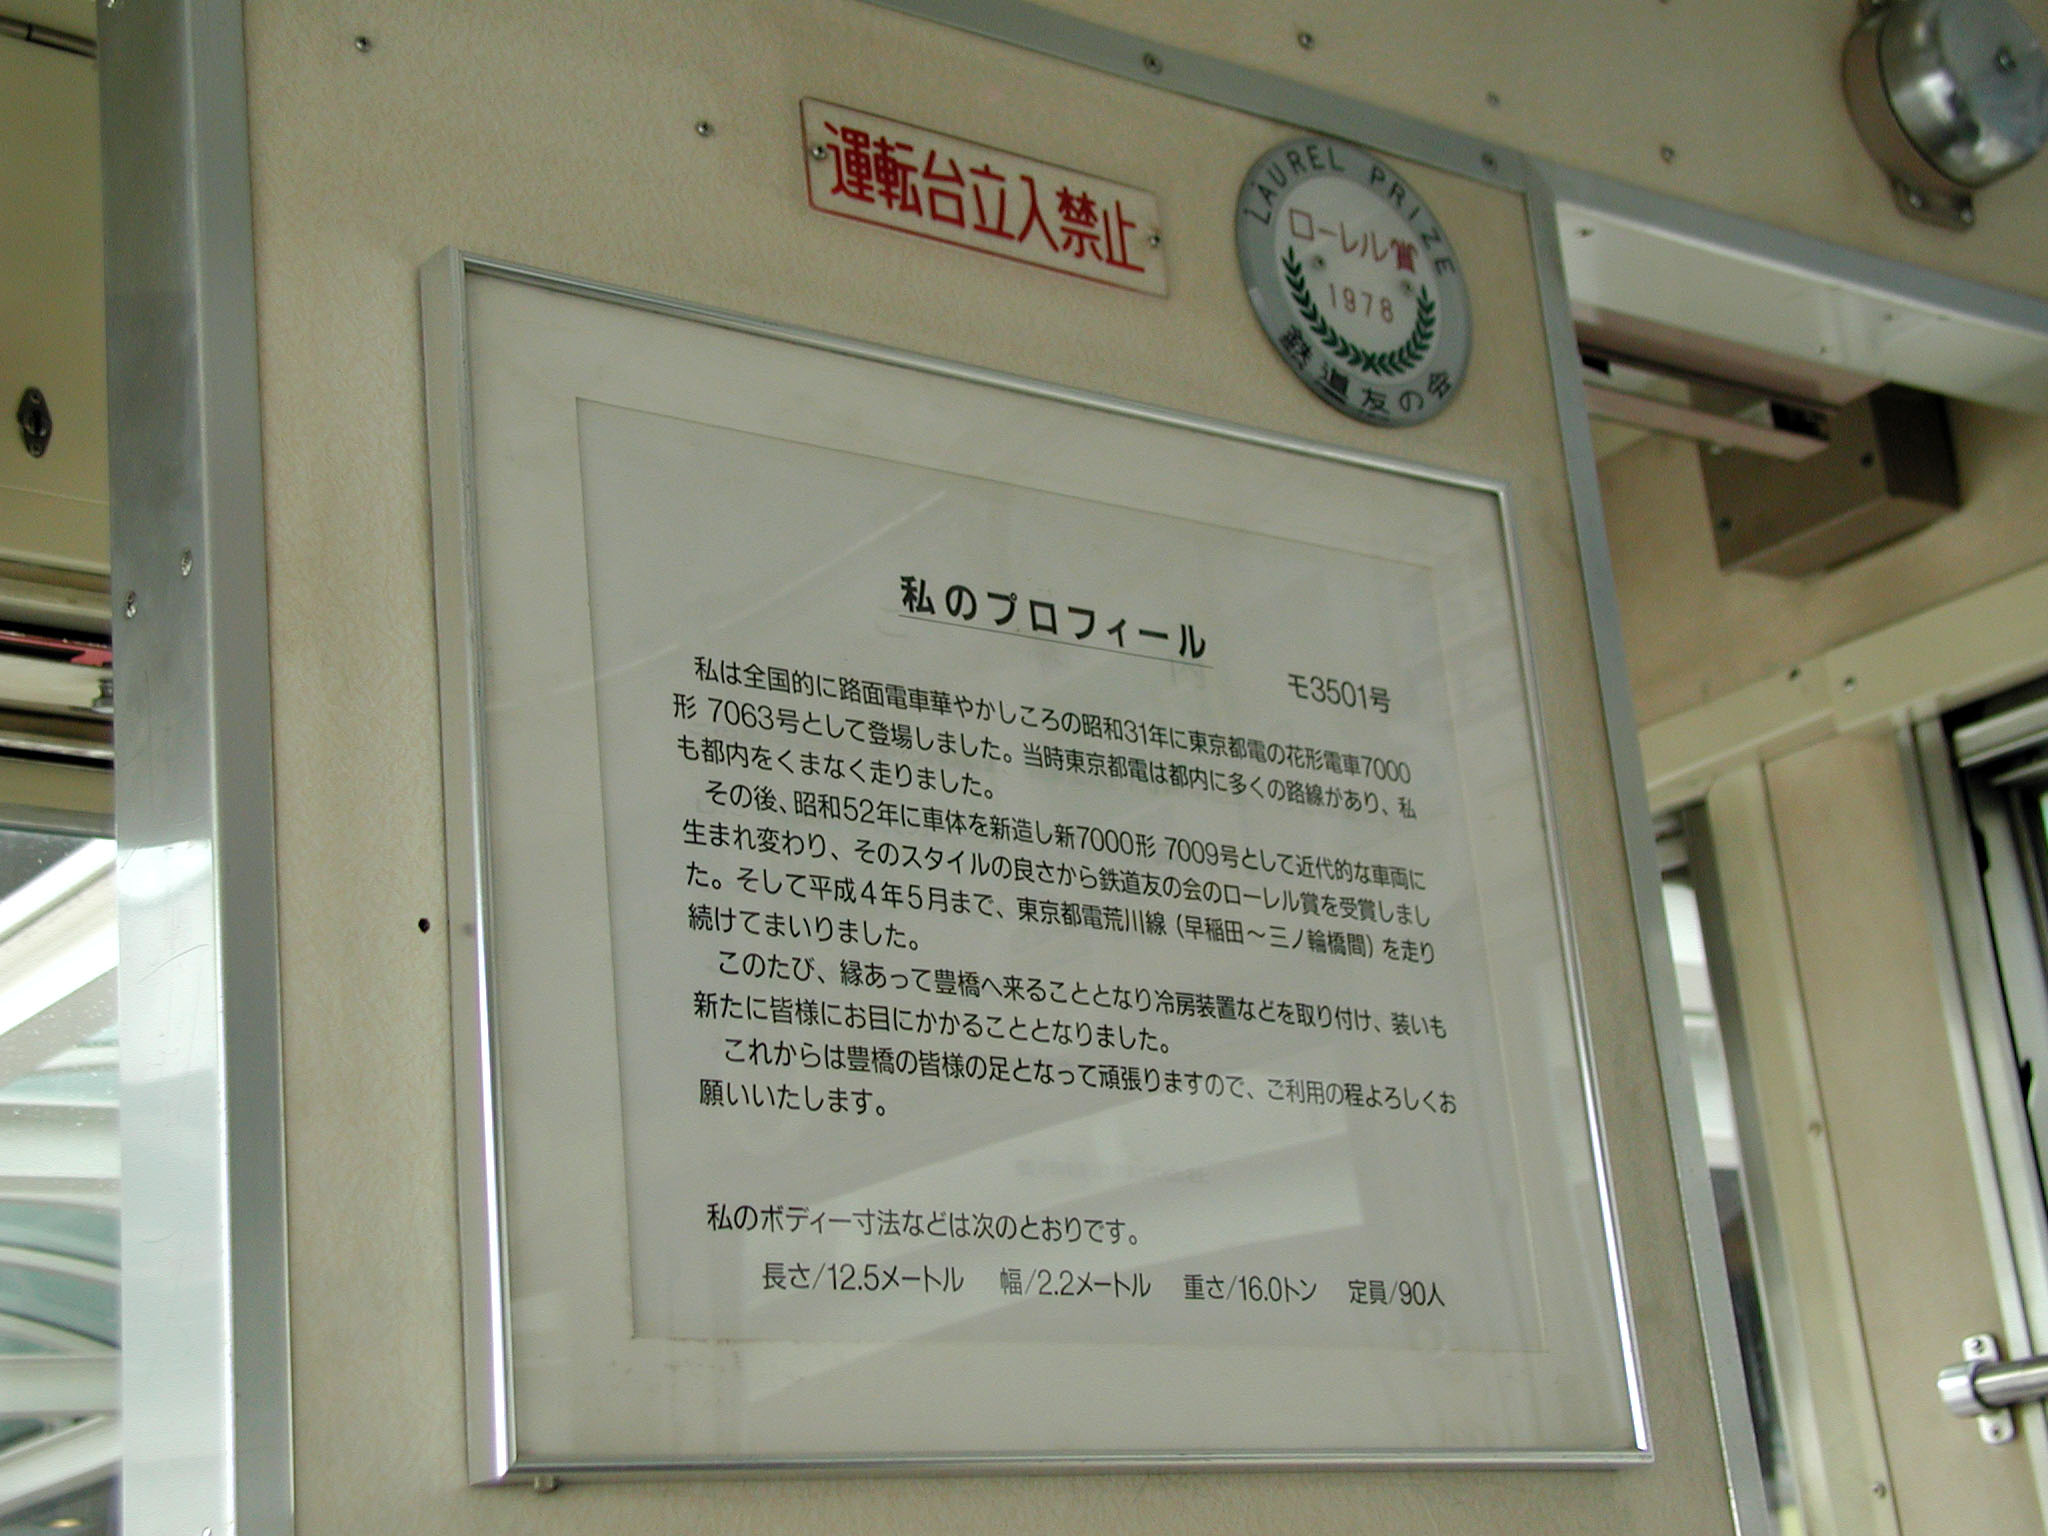 運転台立入禁止
LAUREL PRIZE
ローレル賞
1978
鉄道友の会
私のプロフィール
モ3501号
私は全国的に路面電車華やかしころの昭和31年に東京都電の花形電車7000
形 7063号として登場しました。当時東京都電は都内に多くの路線があり、私
も都内をくまなく走りました。
その後、昭和52年に車体を新造し新7000形 7009号として近代的な車両に
生まれ変わり、そのスタイルの良さから鉄道友の会のローレル賞を受賞しまし
た。そして平成4年5月まで、東京都電荒川線（早稲田～三ノ輪橋間）を走り
続けてまいりました。
このたび、縁あって豊橋へ来ることとなり冷房装置などを取り付け、装いも
新たに皆様にお目にかかることとなりました。
これからは豊橋の皆様の足となって頑張りますので、ご利用の程よろしくお
願いいたします。
私のボディー寸法などは次のとおりです。
長さ/12.5メートル 幅/2.2メートル 重さ/16.0トン 定員/90人